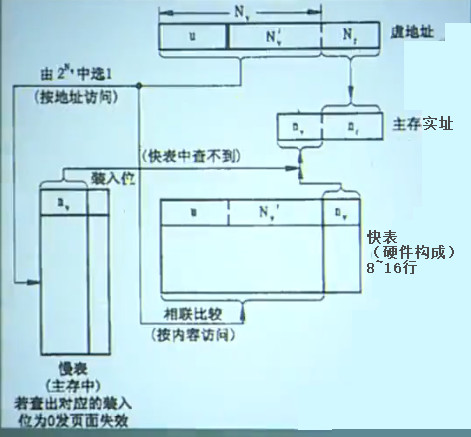 N_v
u N_v' N_r 虚地址
由2^{N_v}中选1
(按地址访问)
n_v n_r 主存实址
(快表中查不到)
装入位
n_v
u N_v' n_v
快表
(硬件构成)
8~16行
相联比较
(按内容访问)
慢表
(主存中)
若查出对应的装入
位为0发页面失效